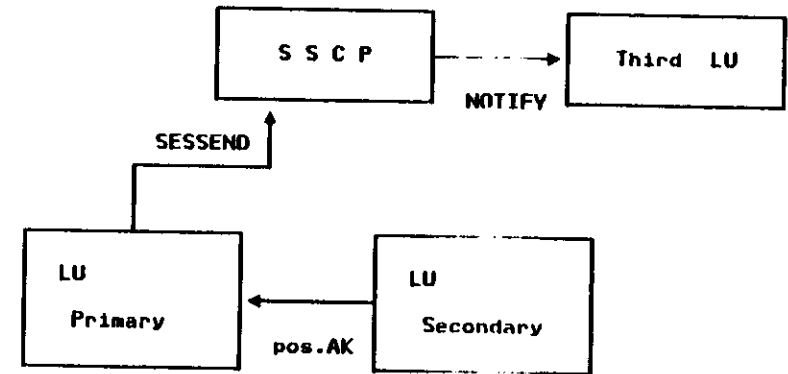 S S C P
Third LU
NOTIFY
SESSEND
LU
Primary
LU
Secondary
pos.AK